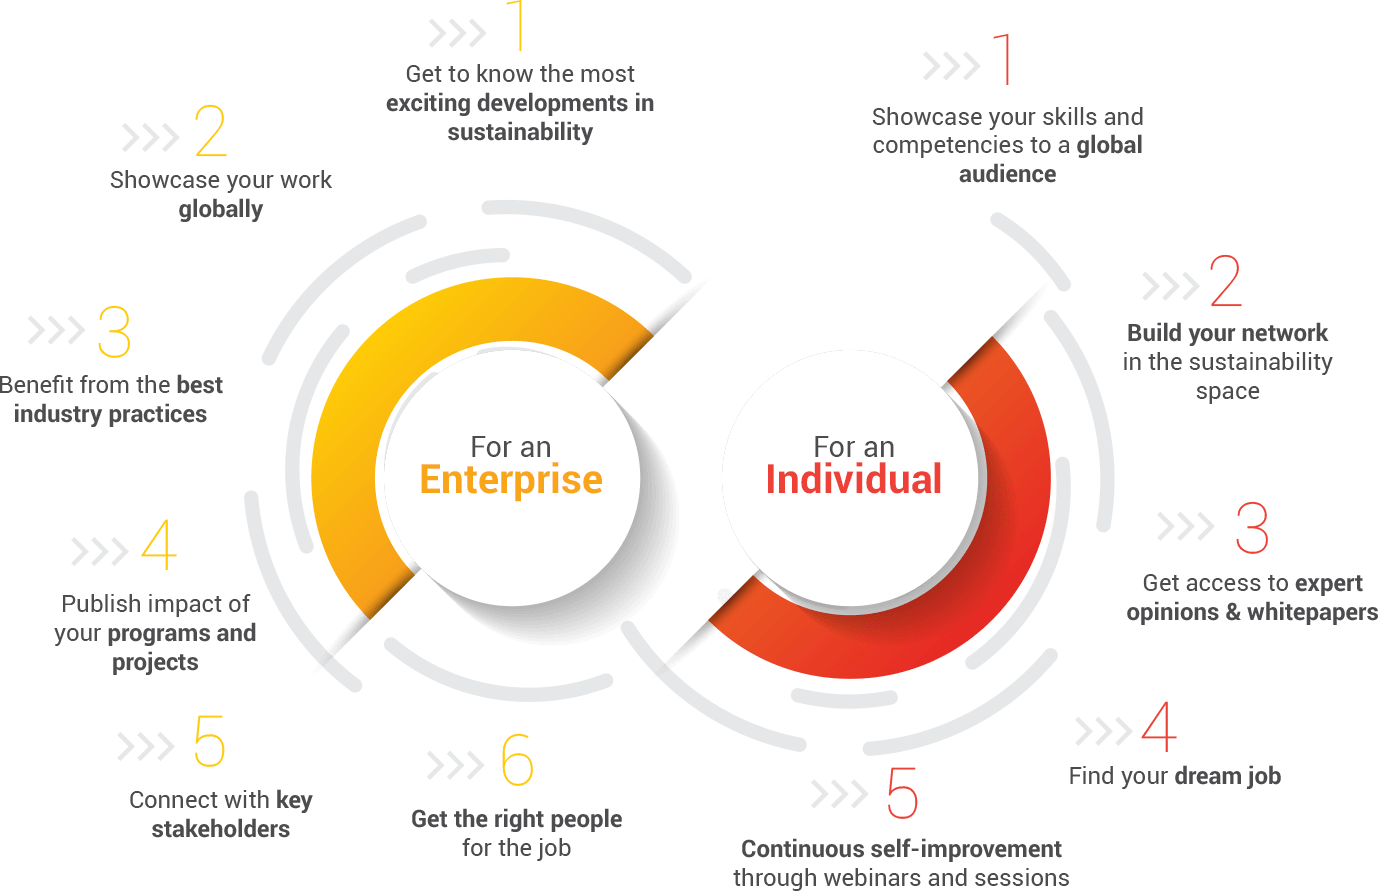 1
Get to know the most
exciting developments in
sustainability
2
Showcase your work
globally
3
Benefit from the best
industry practices
4
Publish impact of
your programs and
projects
5
Connect with key
stakeholders
6
Get the right people
for the job
For an
Enterprise
For an
Individual
1
Showcase your skills and
competencies to a global
audience
2
Build your network
in the sustainability
space
3
Get access to expert
opinions & whitepapers
4
Find your dream job
5
Continuous self-improvement
through webinars and sessions